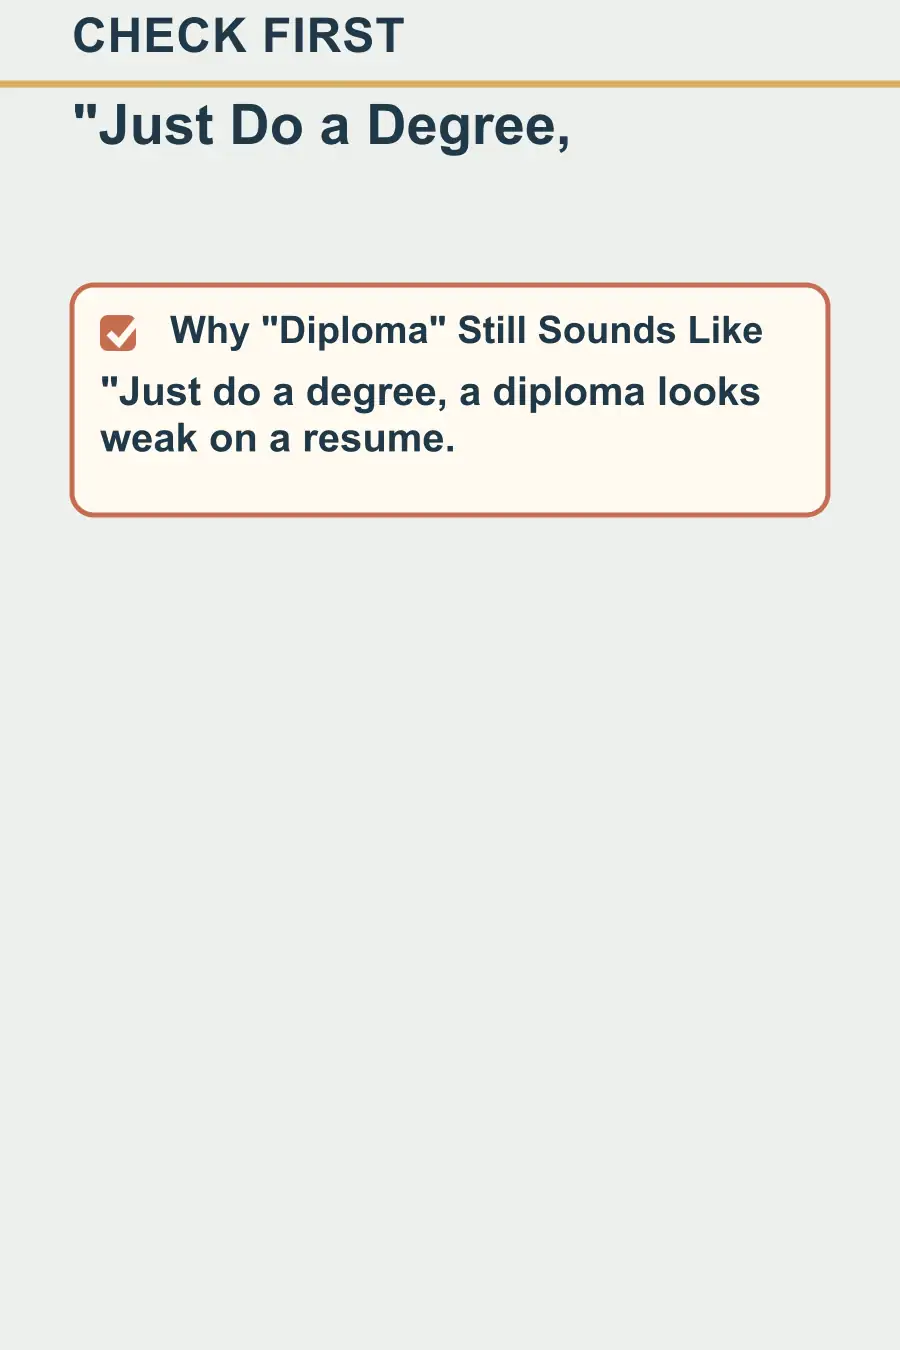 CHECK FIRST
"Just Do a Degree,
Why "Diploma" Still Sounds Like
"Just do a degree, a diploma looks
weak on a resume.